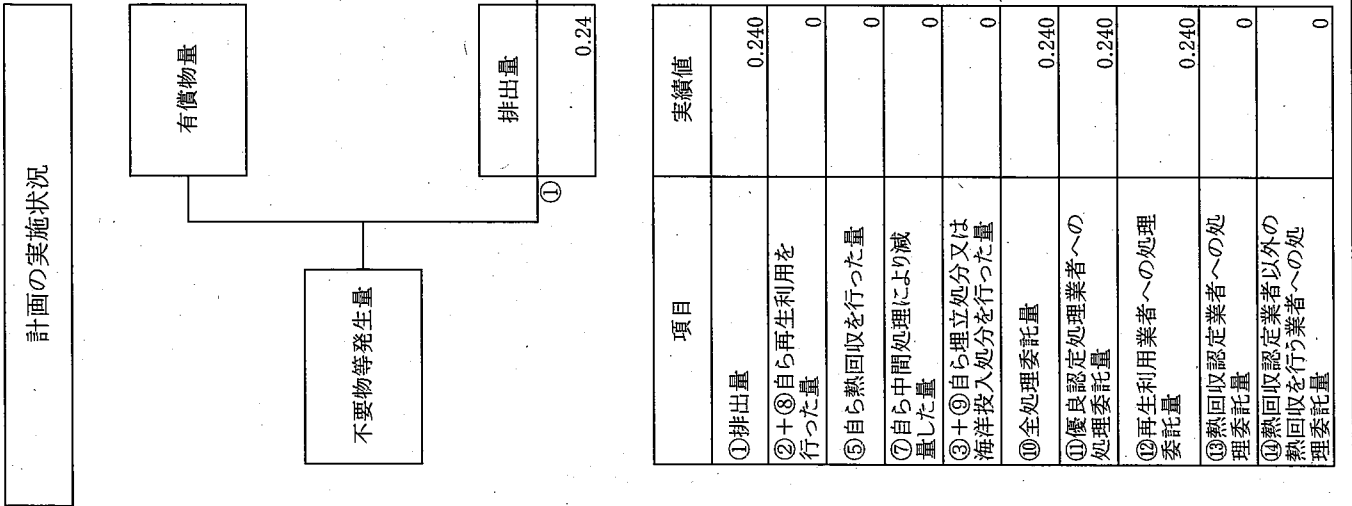 計画の実施状況
有償物量
不要物等発生量
排出量
①
0.24
項目
実績値
①排出量
0.240
②+⑧自ら再生利用を
行った量
0
⑤自ら熱回収を行った量
0
⑦自ら中間処理により減
量した量
0
③+⑨自ら埋立処分又は
海洋投入処分を行った量
0
⑩全処理委託量
0.240
⑪優良認定処理業者への
処理委託量
0.240
⑫再生利用業者への処理
委託量
0.240
⑬熱回収認定業者への処
理委託量
0
⑭熱回収認定業者以外の
熱回収を行う業者への処
理委託量
0